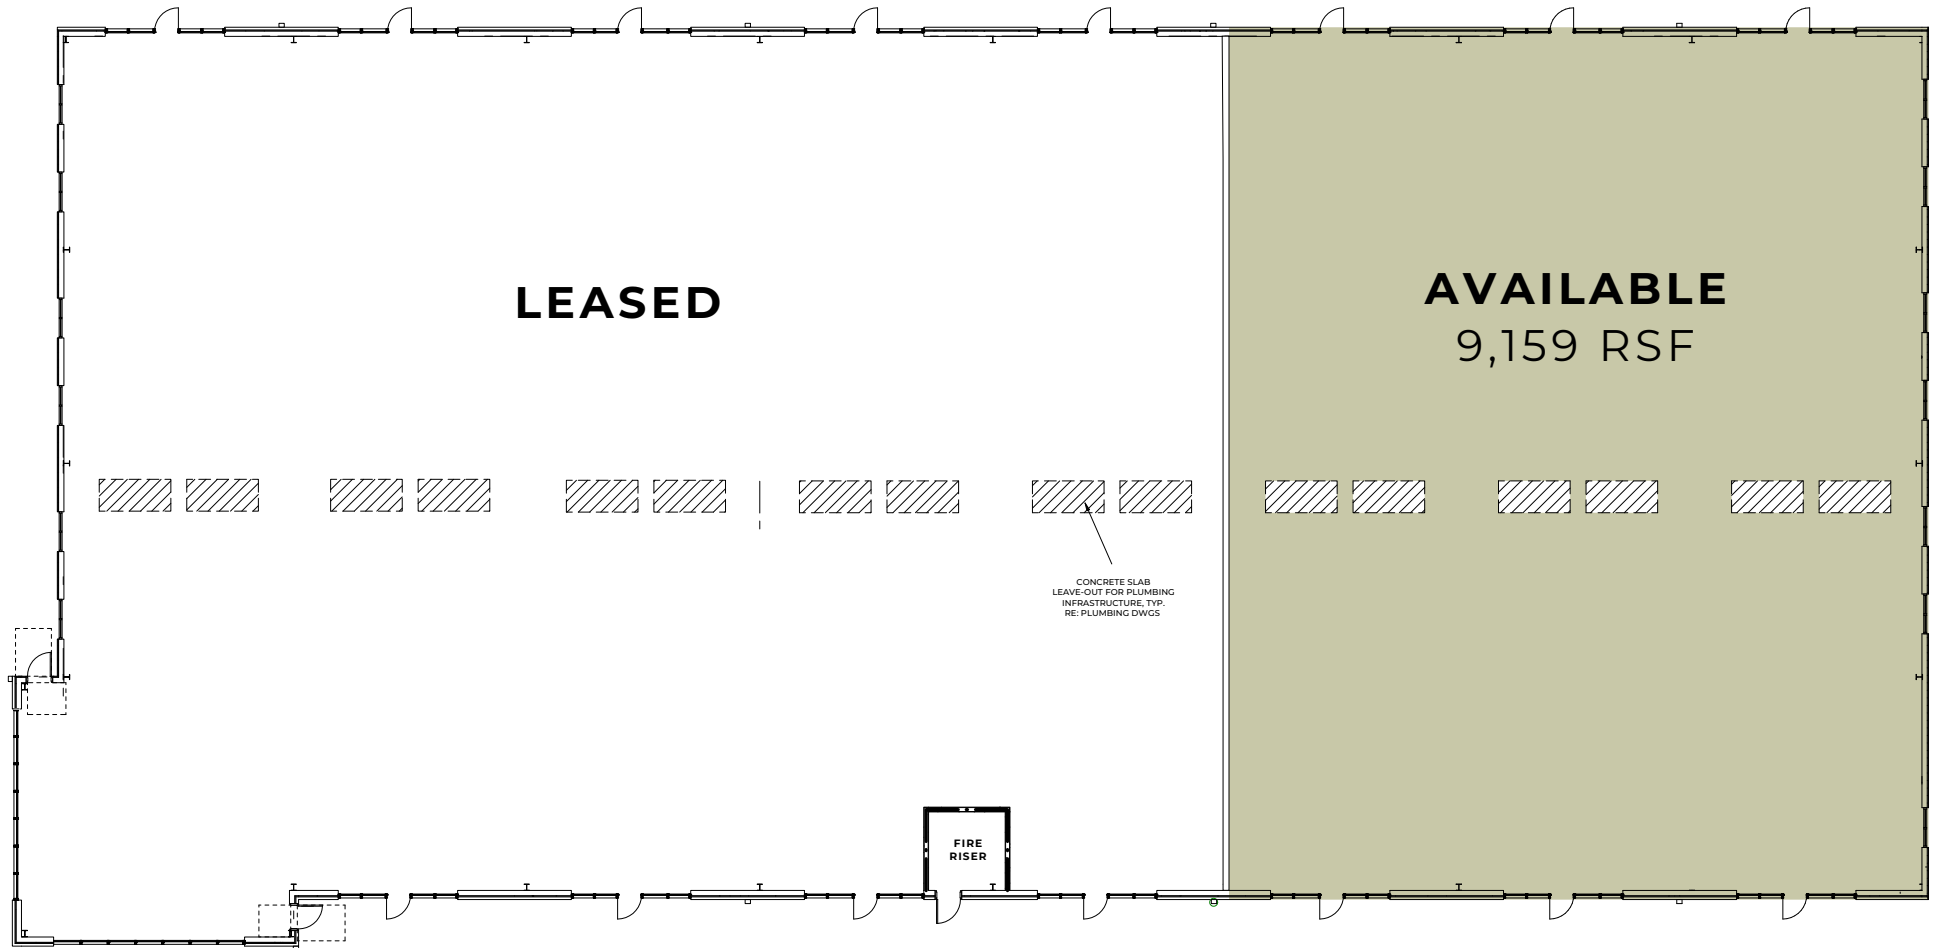 LEASED
AVAILABLE
9,159 RSF
CONCRETE SLAB
LEAVE-OUT FOR PLUMBING
INFRASTRUCTURE, TYP.
RE: PLUMBING DWGS
FIRE
RISER